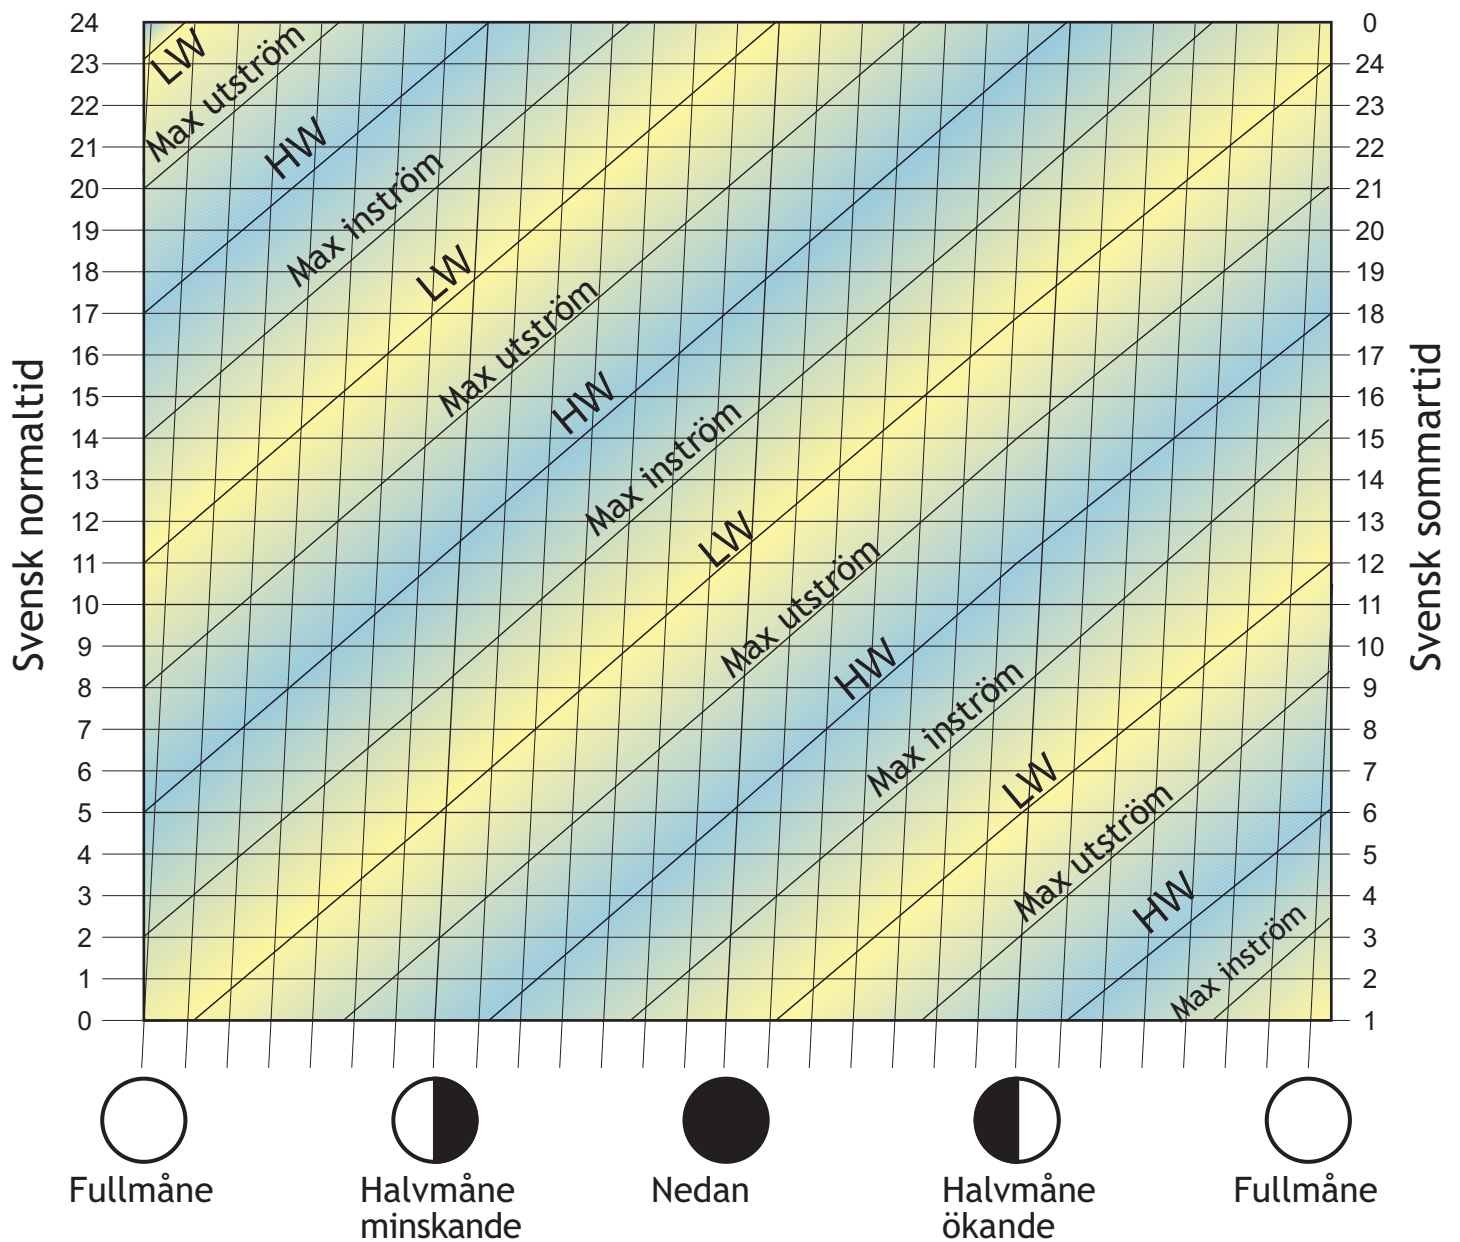 Svensk normaltid
24
23
22
21
20
19
18
17
16
15
14
13
12
11
10
9
8
7
6
5
4
3
2
1
0
LW
Max utström
HW
Max inström
LW
Max utström
HW
Max inström
LW
Max utström
HW
Max inström
LW
Max utström
HW
Max inström
0
24
23
22
21
20
19
18
17
16
15
14
13
12
11
10
9
8
7
6
5
4
3
2
1
Svensk sommartid
Fullmåne
Halvmåne
minskande
Nedan
Halvmåne
ökande
Fullmåne